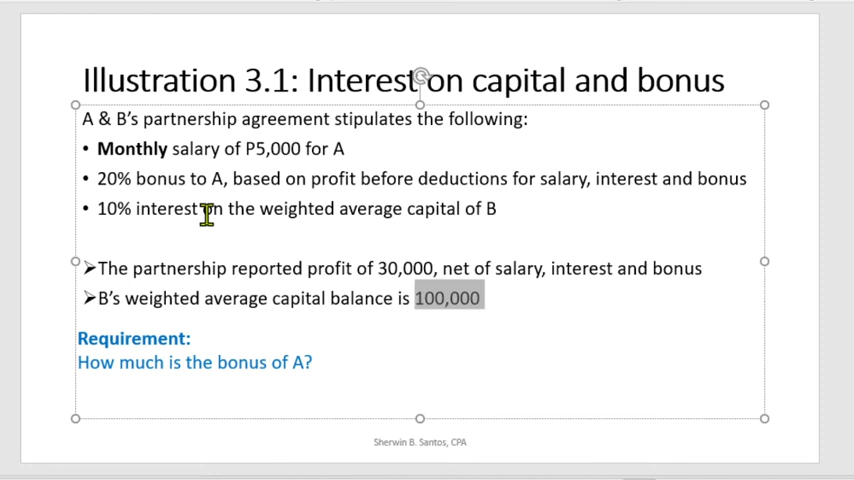 Illustration 3.1: Interest on capital and bonus
A & B's partnership agreement stipulates the following:
• Monthly salary of P5,000 for A
• 20% bonus to A, based on profit before deductions for salary, interest and bonus
• 10% interest on the weighted average capital of B
➢The partnership reported profit of 30,000, net of salary, interest and bonus
➢B's weighted average capital balance is 100,000
Requirement:
How much is the bonus of A?
Sherwin B. Santos, CPA